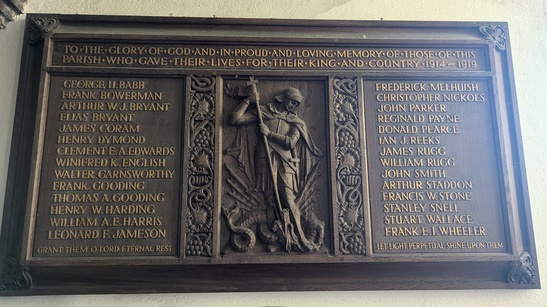 TO·THE·GLORY·OF·GOD·AND·IN·PROUD·AND·LOVING·MEMORY·OF·THOSE·OF·THIS
PARISH·WHO·GAVE·THEIR·LIVES·FOR·THEIR·KING·AND·COUNTRY·1914–1919
GEORGE H. BABB
FRANK BOWERMAN
ARTHUR W. J. BRYANT
ELIAS BRYANT
JAMES CORAM
HENRY DYMOND
CLEMENT E. A. EDWARDS
WINIFRED K. ENGLISH
WALTER GARNSWORTHY
FRANK GOODING
THOMAS A. GOODING
HENRY W. HARDING
WILLIAM A. E. HARRIS
LEONARD F. JAMESON
GRANT THEM O LORD ETERNAL REST
FREDERICK MELHUISH
CHRISTOPHER NICKOLS
JOHN PARKER
REGINALD PAYNE
DONALD PEARCE
IAN J. REEKS
JAMES RUGG
WILLIAM RUGG
JOHN SMITH
ARTHUR STADDON
FRANCIS W. STONE
STANLEY SNELL
STUART WALLACE
FRANK E. I. WHEELER
LET LIGHT PERPETUAL SHINE UPON THEM